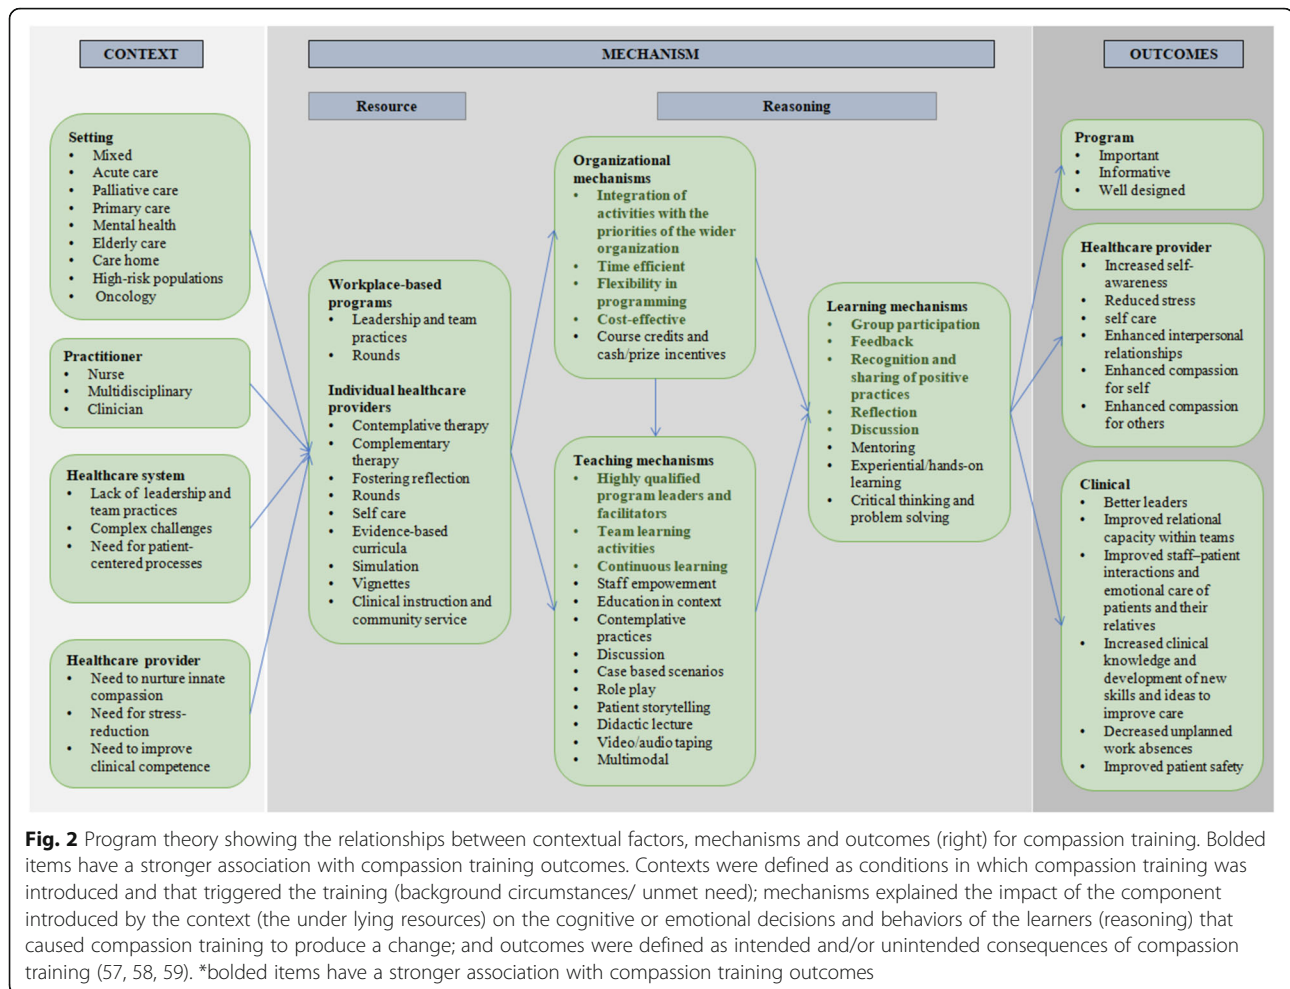 CONTEXT
MECHANISM
OUTCOMES
Resource
Reasoning
Setting
• Mixed
• Acute care
• Palliative care
• Primary care
• Mental health
• Elderly care
• Care home
• High-risk populations
• Oncology
Practitioner
• Nurse
• Multidisciplinary
• Clinician
Healthcare system
• Lack of leadership and
team practices
• Complex challenges
• Need for patient-
centered processes
Healthcare provider
• Need to nurture innate
compassion
• Need for stress-
reduction
• Need to improve
clinical competence
Workplace-based
programs
• Leadership and team
practices
• Rounds
Individual healthcare
providers
• Contemplative therapy
• Complementary
therapy
• Fostering reflection
• Rounds
• Self care
• Evidence-based
curricula
• Simulation
• Vignettes
• Clinical instruction and
community service
Organizational
mechanisms
• Integration of
activities with the
priorities of the wider
organization
• Time efficient
• Flexibility in
programming
• Cost-effective
• Course credits and
cash/prize incentives
Teaching mechanisms
• Highly qualified
program leaders and
facilitators
• Team learning
activities
• Continuous learning
• Staff empowement
• Education in context
• Contemplative
practices
• Discussion
• Case based scenarios
• Role play
• Patient storytelling
• Didactic lecture
• Video/audio taping
• Multimodal
Learning mechanisms
• Group participation
• Feedback
• Recognition and
sharing of positive
practices
• Reflection
• Discussion
• Mentoring
• Experiential/hands-on
learning
• Critical thinking and
problem solving
Program
• Important
• Informative
• Well designed
Healthcare provider
• Increased self-
awareness
• Reduced stress
• self care
• Enhanced interpersonal
relationships
• Enhanced compassion
for self
• Enhanced compassion
for others
Clinical
• Better leaders
• Improved relational
capacity within teams
• Improved staff–patient
interactions and
emotional care of
patients and their
relatives
• Increased clinical
knowledge and
development of new
skills and ideas to
improve care
• Decreased unplanned
work absences
• Improved patient safety
Fig. 2 Program theory showing the relationships between contextual factors, mechanisms and outcomes (right) for compassion training. Bolded
items have a stronger association with compassion training outcomes. Contexts were defined as conditions in which compassion training was
introduced and that triggered the training (background circumstances/ unmet need); mechanisms explained the impact of the component
introduced by the context (the under lying resources) on the cognitive or emotional decisions and behaviors of the learners (reasoning) that
caused compassion training to produce a change; and outcomes were defined as intended and/or unintended consequences of compassion
training (57, 58, 59). *bolded items have a stronger association with compassion training outcomes